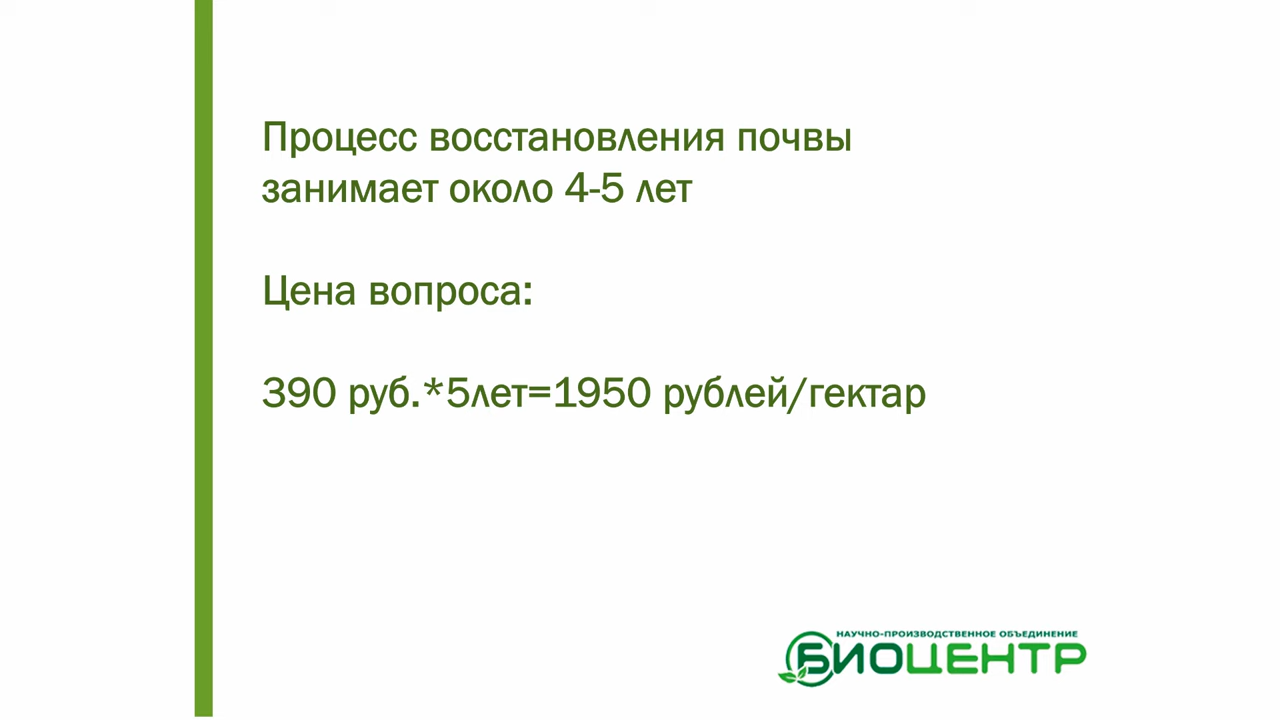 Процесс восстановления почвы
занимает около 4-5 лет
Цена вопроса:
390 руб.*5лет=1950 рублей/гектар
НАУЧНО-ПРОИЗВОДСТВЕННОЕ ОБЪЕДИНЕНИЕ
БИОЦЕНТР